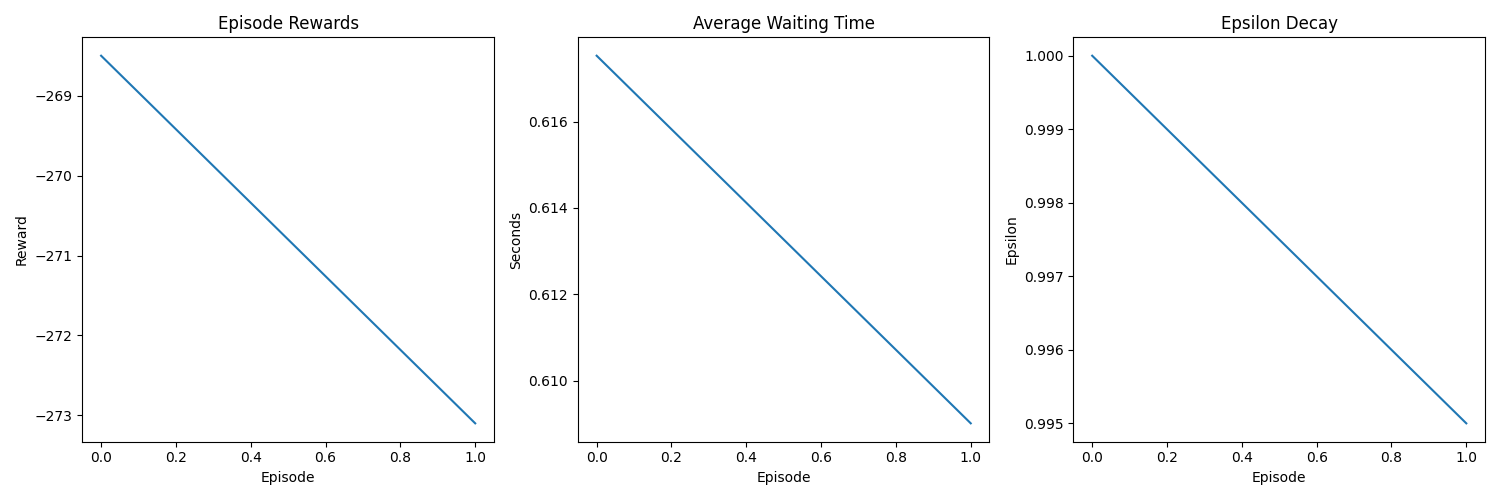 Episode Rewards
Reward
−269
−270
−271
−272
−273
0.0 0.2 0.4 0.6 0.8 1.0
Episode
Average Waiting Time
Seconds
0.616
0.614
0.612
0.610
0.0 0.2 0.4 0.6 0.8 1.0
Episode
Epsilon Decay
Epsilon
1.000
0.999
0.998
0.997
0.996
0.995
0.0 0.2 0.4 0.6 0.8 1.0
Episode